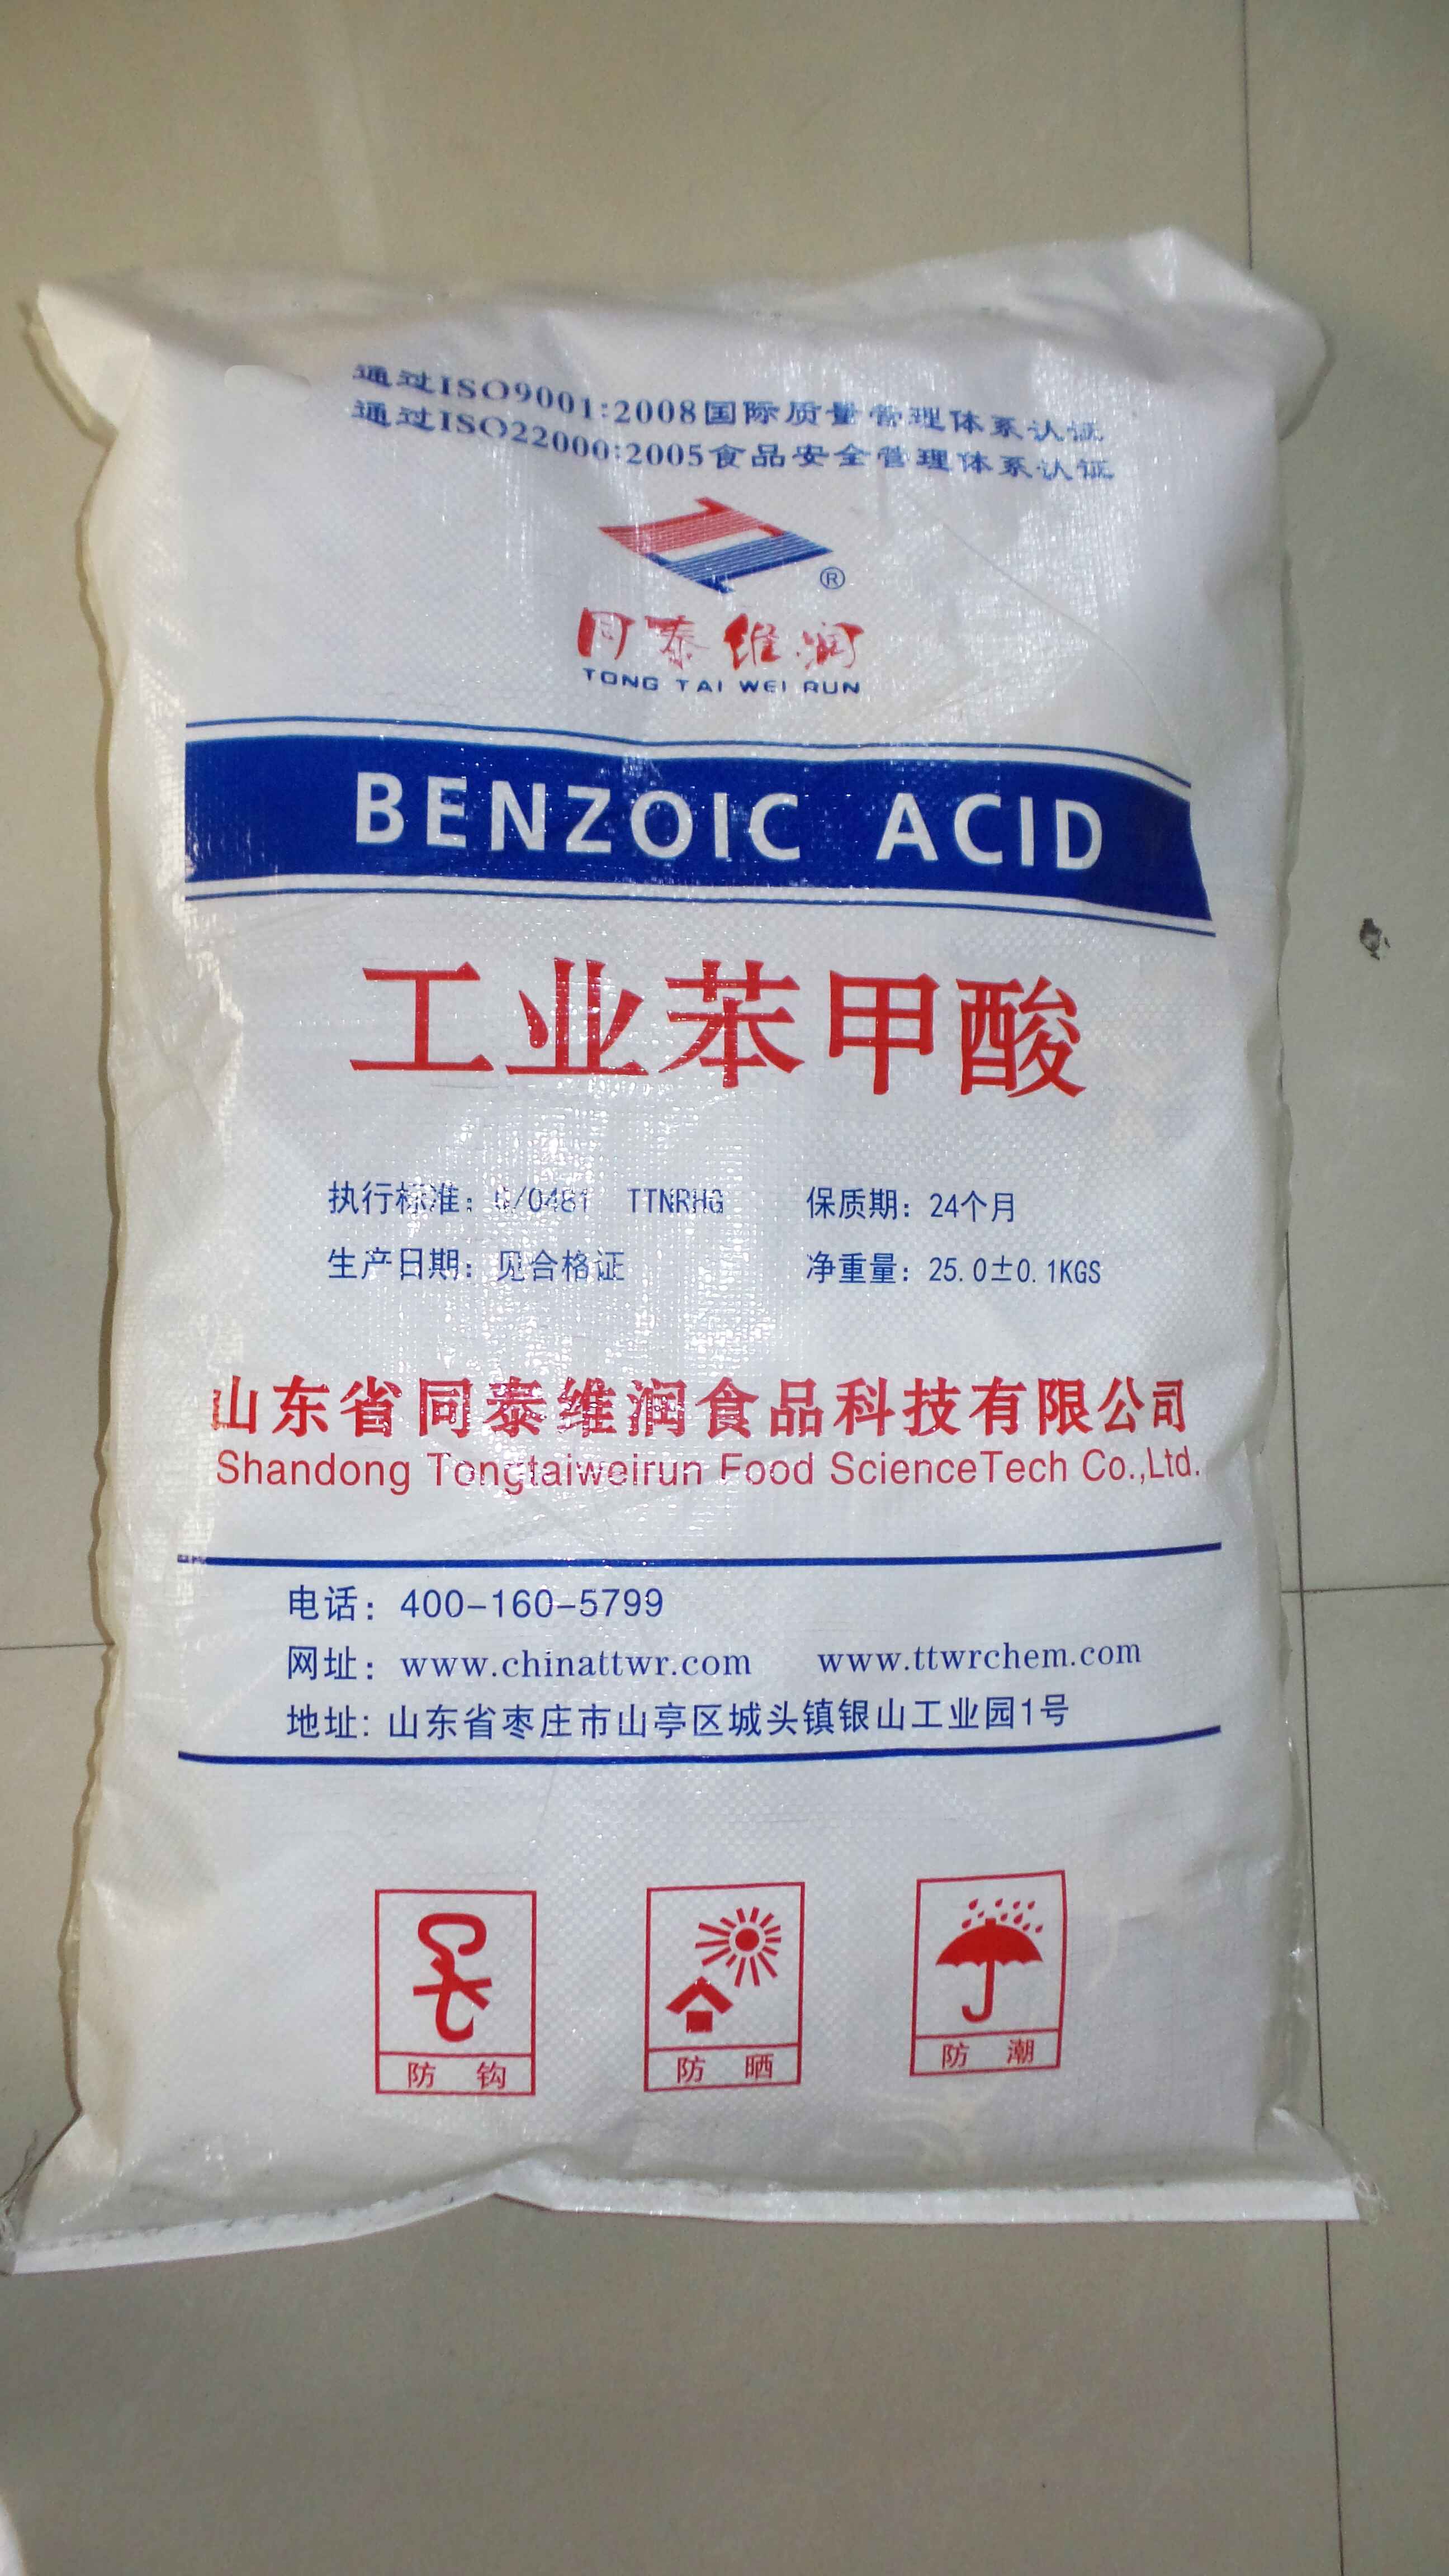 通过ISO9001:2008国际质量管理体系认证
通过ISO22000:2005食品安全管理体系认证
®
同泰维润
TONG TAI WEI RUN
BENZOIC ACID
工业苯甲酸
执行标准：Q/0481 TTNRHG 保质期：24个月
生产日期：见合格证 净重量：25.0±0.1KGS
山东省同泰维润食品科技有限公司
Shandong Tongtaiweirun Food ScienceTech Co.,Ltd.
电话：400-160-5799
网址：www.chinattwr.com www.ttwrchem.com
地址：山东省枣庄市山亭区城头镇银山工业园1号
防钩 防晒 防潮